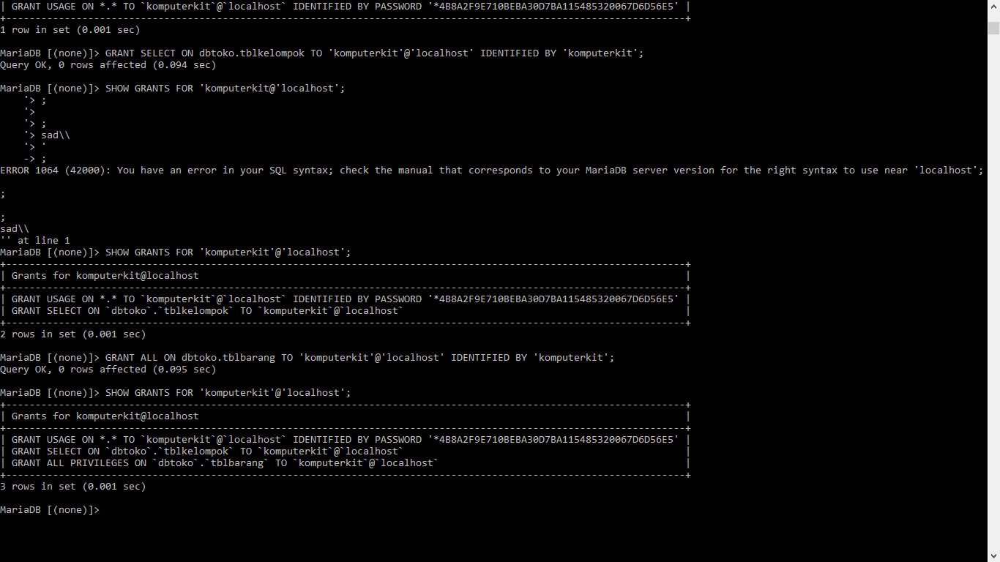 | GRANT USAGE ON *.* TO `komputerkit`@`localhost` IDENTIFIED BY PASSWORD '*4B8A2F9E710BEBA30D7BA115485320067D6D56E5' |
+--------------------------------------------------------------------------------------------------------------------+
1 row in set (0.001 sec)

MariaDB [(none)]> GRANT SELECT ON dbtoko.tblkelompok TO 'komputerkit'@'localhost' IDENTIFIED BY 'komputerkit';
Query OK, 0 rows affected (0.094 sec)

MariaDB [(none)]> SHOW GRANTS FOR 'komputerkit@'localhost';
    '> ;
    '>
    '> ;
    '> sad\\
    '> '
    -> ;
ERROR 1064 (42000): You have an error in your SQL syntax; check the manual that corresponds to your MariaDB server version for the right syntax to use near 'localhost';

;

;
sad\\
'' at line 1
MariaDB [(none)]> SHOW GRANTS FOR 'komputerkit'@'localhost';
+--------------------------------------------------------------------------------------------------------------------+
| Grants for komputerkit@localhost                                                                                   |
+--------------------------------------------------------------------------------------------------------------------+
| GRANT USAGE ON *.* TO `komputerkit`@`localhost` IDENTIFIED BY PASSWORD '*4B8A2F9E710BEBA30D7BA115485320067D6D56E5' |
| GRANT SELECT ON `dbtoko`.`tblkelompok` TO `komputerkit`@`localhost`                                                |
+--------------------------------------------------------------------------------------------------------------------+
2 rows in set (0.001 sec)

MariaDB [(none)]> GRANT ALL ON dbtoko.tblbarang TO 'komputerkit'@'localhost' IDENTIFIED BY 'komputerkit';
Query OK, 0 rows affected (0.095 sec)

MariaDB [(none)]> SHOW GRANTS FOR 'komputerkit'@'localhost';
+--------------------------------------------------------------------------------------------------------------------+
| Grants for komputerkit@localhost                                                                                   |
+--------------------------------------------------------------------------------------------------------------------+
| GRANT USAGE ON *.* TO `komputerkit`@`localhost` IDENTIFIED BY PASSWORD '*4B8A2F9E710BEBA30D7BA115485320067D6D56E5' |
| GRANT SELECT ON `dbtoko`.`tblkelompok` TO `komputerkit`@`localhost`                                                |
| GRANT ALL PRIVILEGES ON `dbtoko`.`tblbarang` TO `komputerkit`@`localhost`                                          |
+--------------------------------------------------------------------------------------------------------------------+
3 rows in set (0.001 sec)

MariaDB [(none)]>